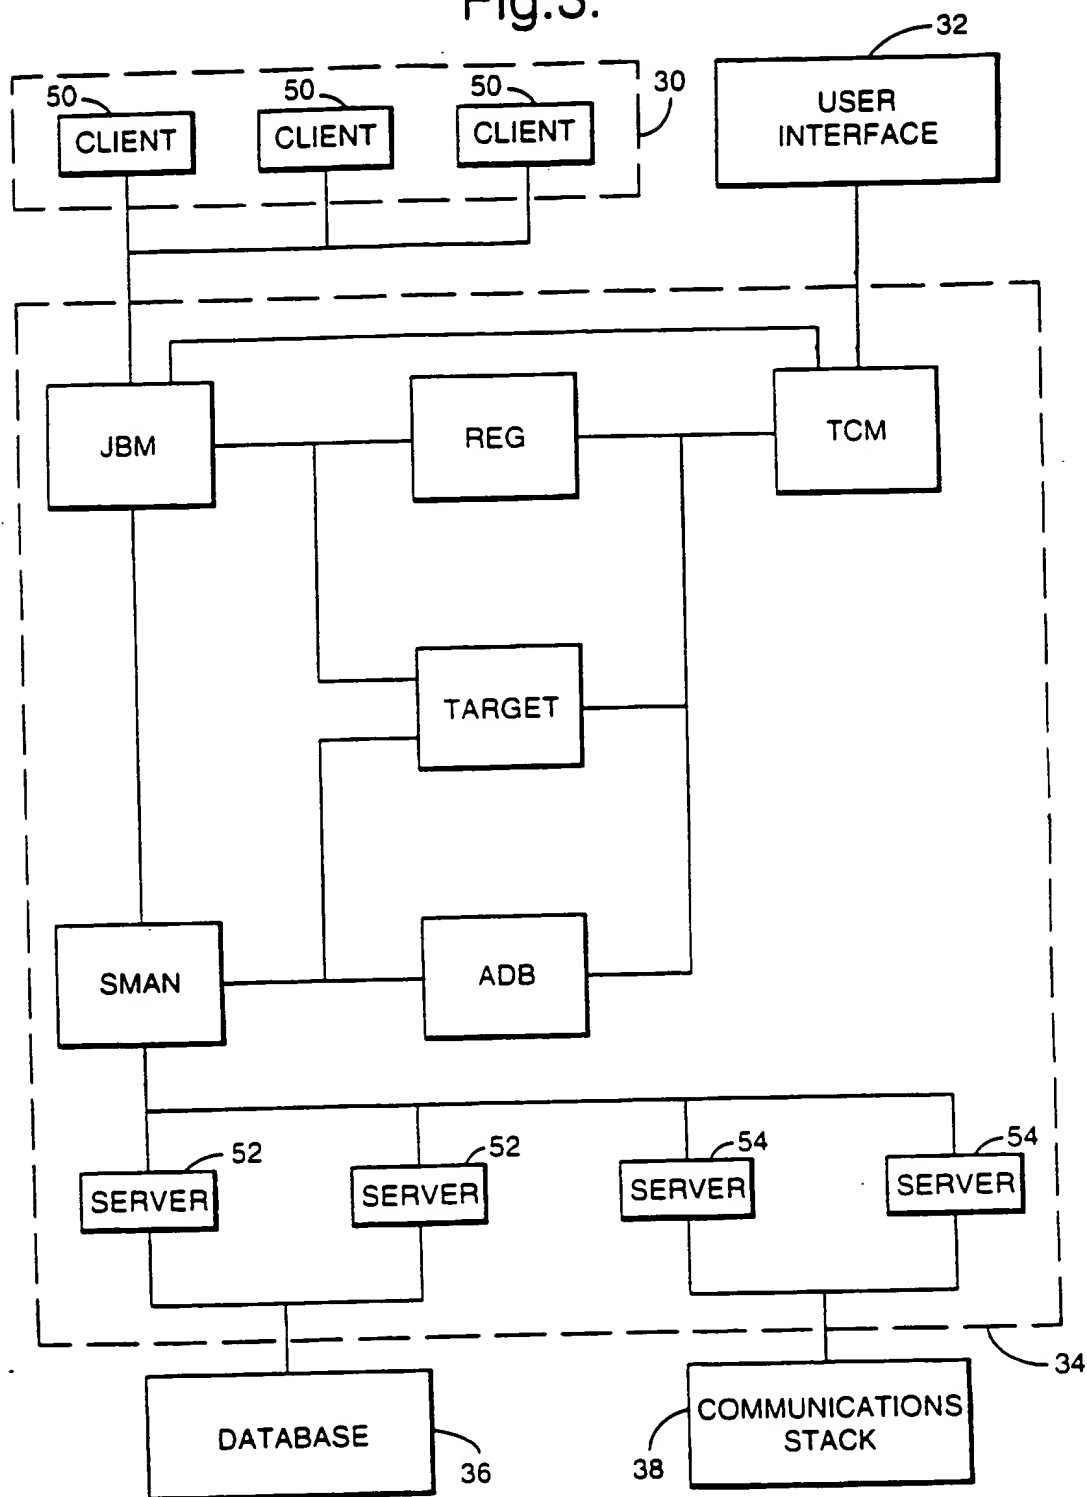 Fig.3.
32
50
50
50
30
CLIENT
CLIENT
CLIENT
USER
INTERFACE
JBM
REG
TCM
TARGET
SMAN
ADB
52
52
54
54
SERVER
SERVER
SERVER
SERVER
34
DATABASE
36
COMMUNICATIONS
STACK
38